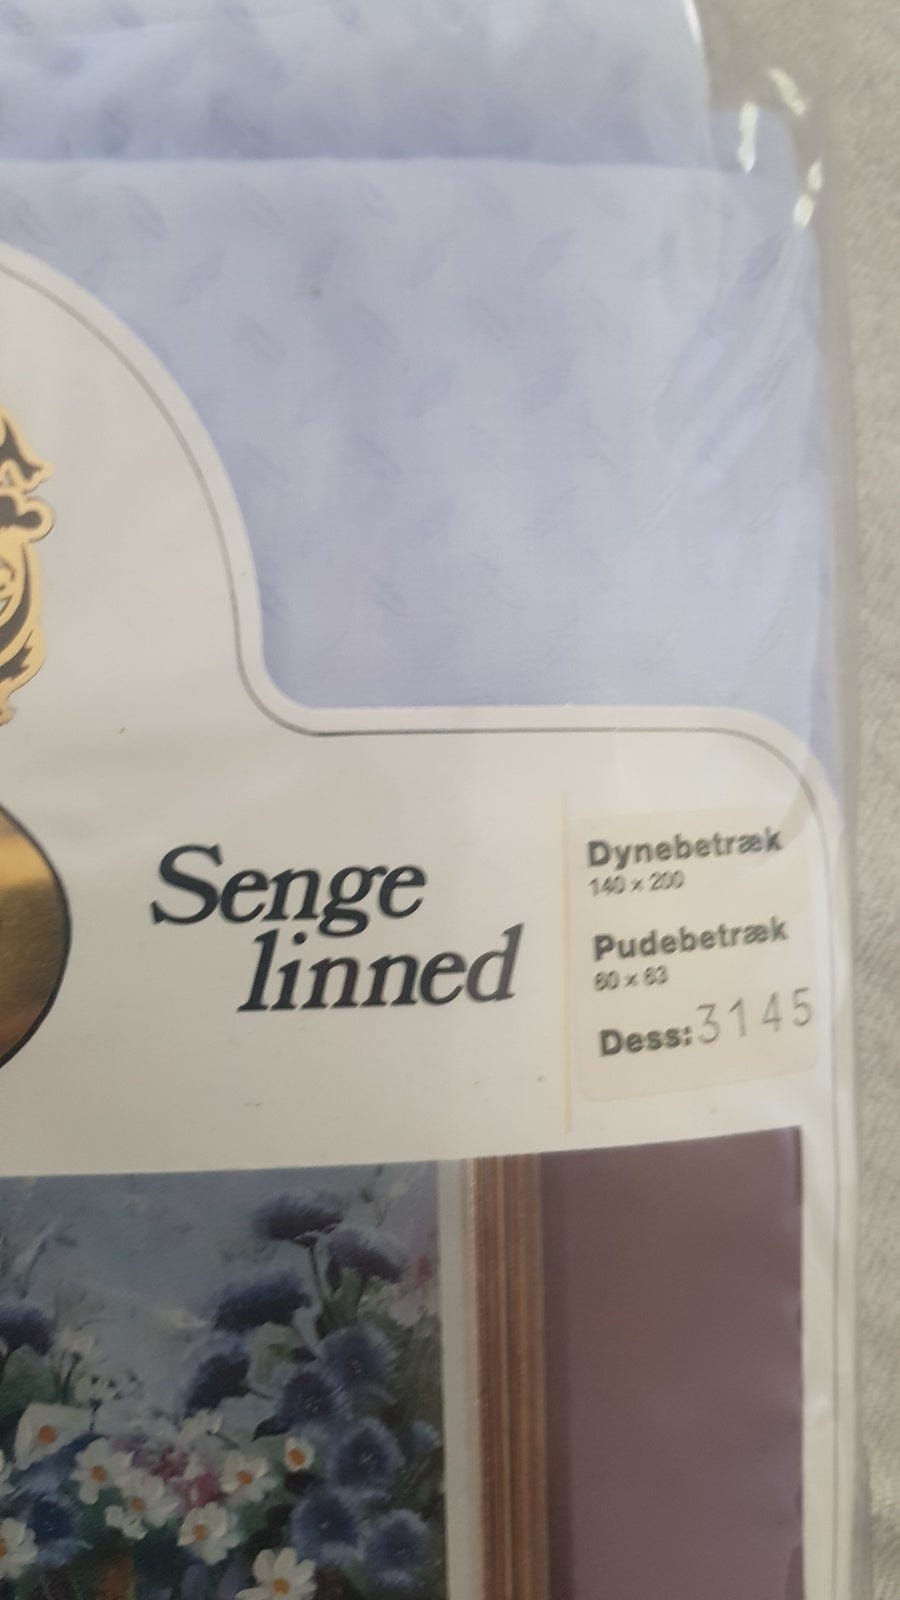 Senge
linned
Dynebetræk
140 x 200
Pudebetræk
60 x 63
Dess: 3145